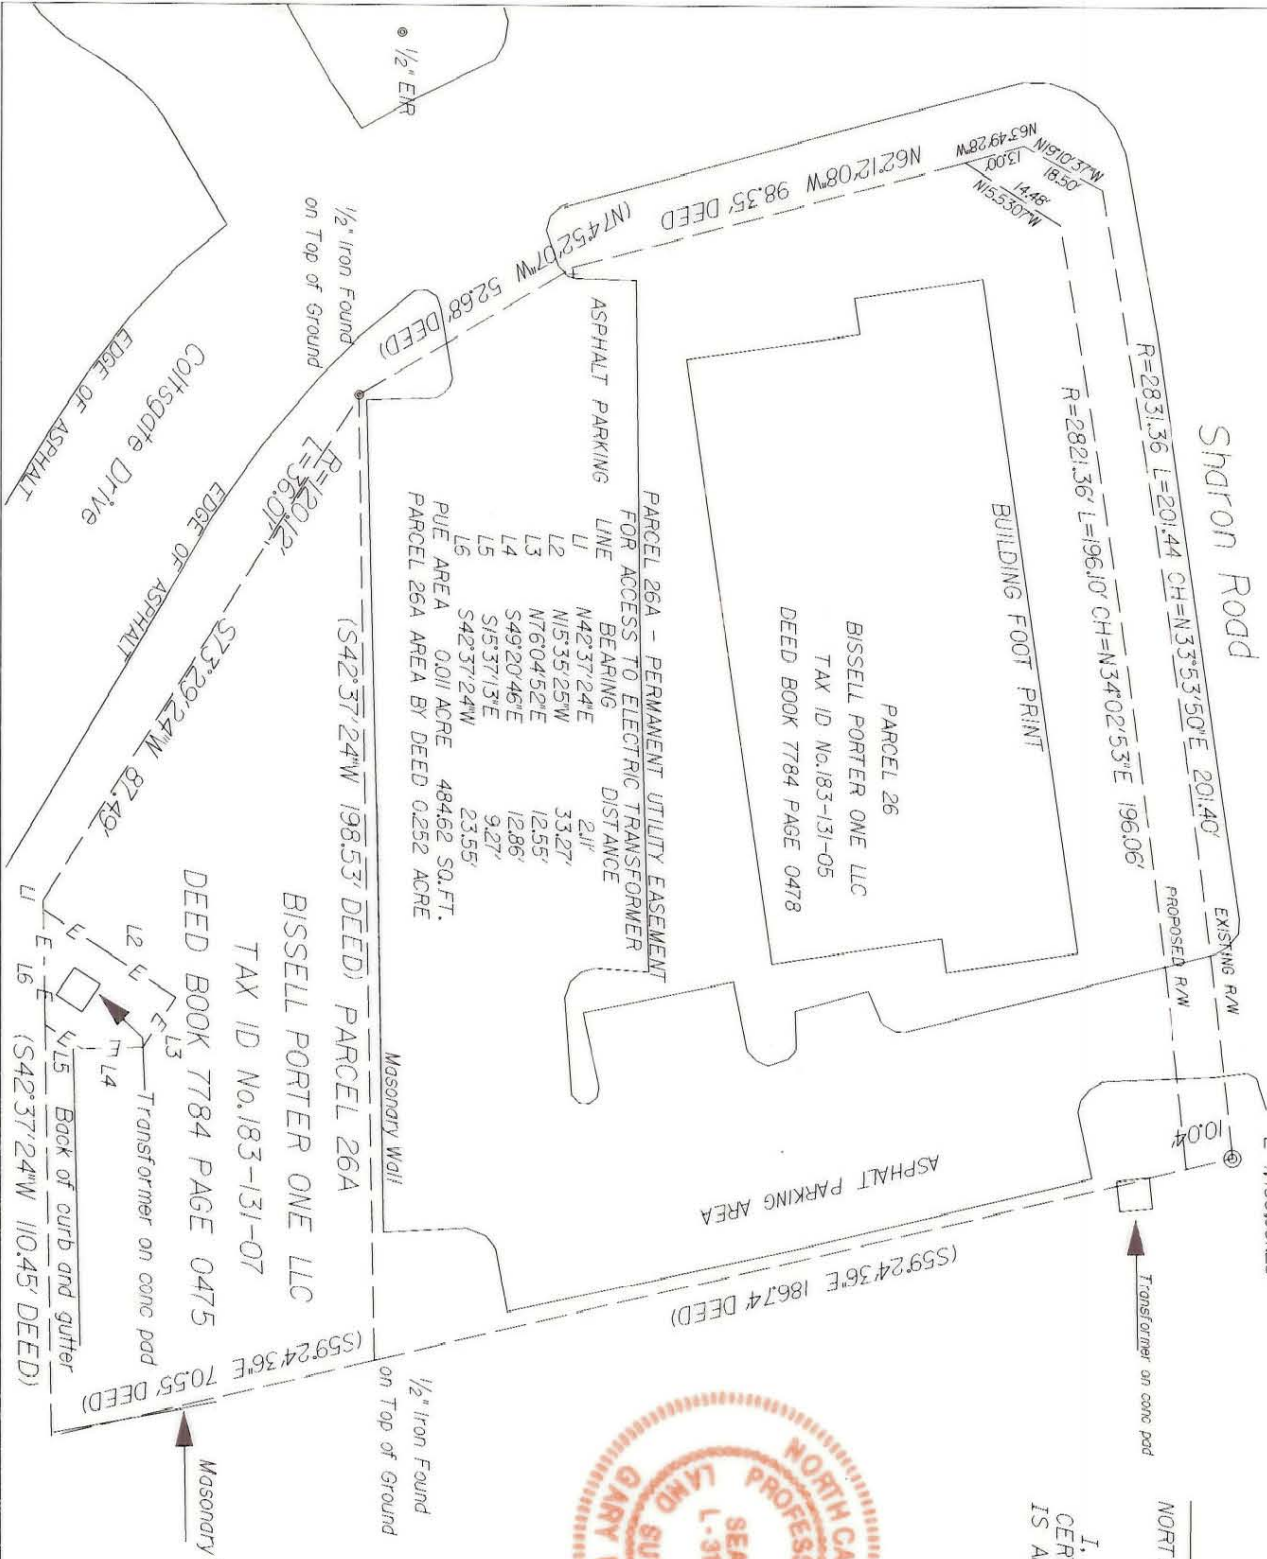 Sharon Road
EXISTING R/W
PROPOSED R/W
R=2831.36 L=201.44 CH=N33°53'50"E 201.40'
R=2821.36' L=196.10' CH=N34°02'53"E 196.06'
N18°10'37"W
18.50'
14.48'
N15.5307W
13.00'
N63°49'28"W
N62°12'08"W 98.35' DEED
(N74°52'07"W 52.68' DEED)
10.04'
BUILDING FOOT PRINT
PARCEL 26
BISSELL PORTER ONE LLC
TAX ID No.183-131-05
DEED BOOK 7784 PAGE 0478
ASPHALT PARKING
ASPHALT PARKING AREA
PARCEL 26A - PERMANENT UTILITY EASEMENT
FOR ACCESS TO ELECTRIC TRANSFORMER
LINE BEARING DISTANCE
L1 N42°37'24"E 2.11'
L2 N15°35'25"W 33.27'
L3 N76°04'52"E 12.55'
L4 S49°20'46"E 12.86'
L5 S15°37'13"E 9.27'
L6 S42°37'24"W 23.55'
PUE AREA 0.011 ACRE 484.62 SQ.FT.
PARCEL 26A AREA BY DEED 0.252 ACRE
Masonary Wall
(S42°37'24"W 198.53' DEED) PARCEL 26A
BISSELL PORTER ONE LLC
TAX ID No.183-131-07
DEED BOOK 7784 PAGE 0475
1/2" EIR
1/2" Iron Found
on Top of Ground
R=120.12'
L=36.07'
S73°29'24"W 87.49'
EDGE OF ASPHALT
Coltsgate Drive
EDGE OF ASPHALT
L1
L2
L3
L4
L5
L6
E
E
E
E
E
E
E
Transformer on conc pad
Back of curb and gutter
(S42°37'24"W 110.45' DEED)
(S59°24'36"E 70.55' DEED)
(S59°24'36"E 186.74' DEED)
1/2" Iron Found
on Top of Ground
Masonary
Transformer on conc pad
NORT
I,
CER
IS A
NORTH CA
PROFESS
SEA
L-31
LAND SU
GARY